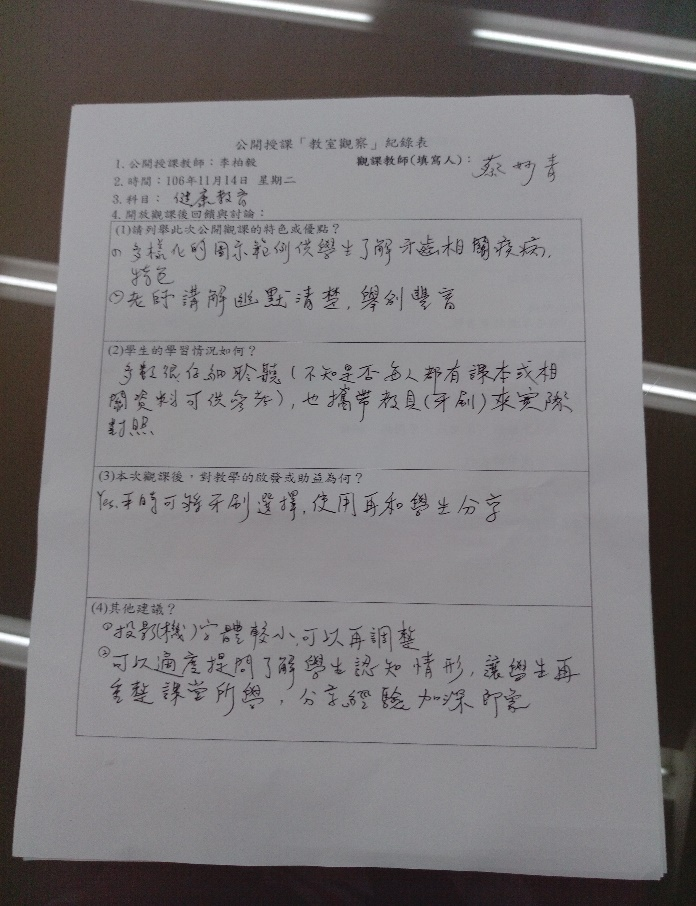 公開授課「教室觀察」紀錄表
1.公開授課教師：李柏毅 觀課教師(填寫人)： 蔡妙青
2.時間：106年11月14日 星期二
3.科目： 健康教育
4.開放觀課後回饋與討論：
(1)請列舉此次公開觀課的特色或優點？
① 多樣化的圖示範例供學生了解牙齒相關疾病,
特色
② 老師講解幽默清楚, 舉例豐富
(2)學生的學習情況如何？
多數很仔細聆聽(不知是否每人都有課本或相
關資料可供參考), 也攜帶教具(牙刷)來實際
對照
(3)本次觀課後，對教學的啟發或助益為何？
Yes. 平時可將牙刷選擇, 使用再和學生分享
(4)其他建議？
① 投影(機)字體較小, 可以再調整
② 可以適度提問了解學生認知情形, 讓學生再
重整課堂所學, 分享經驗加深印象